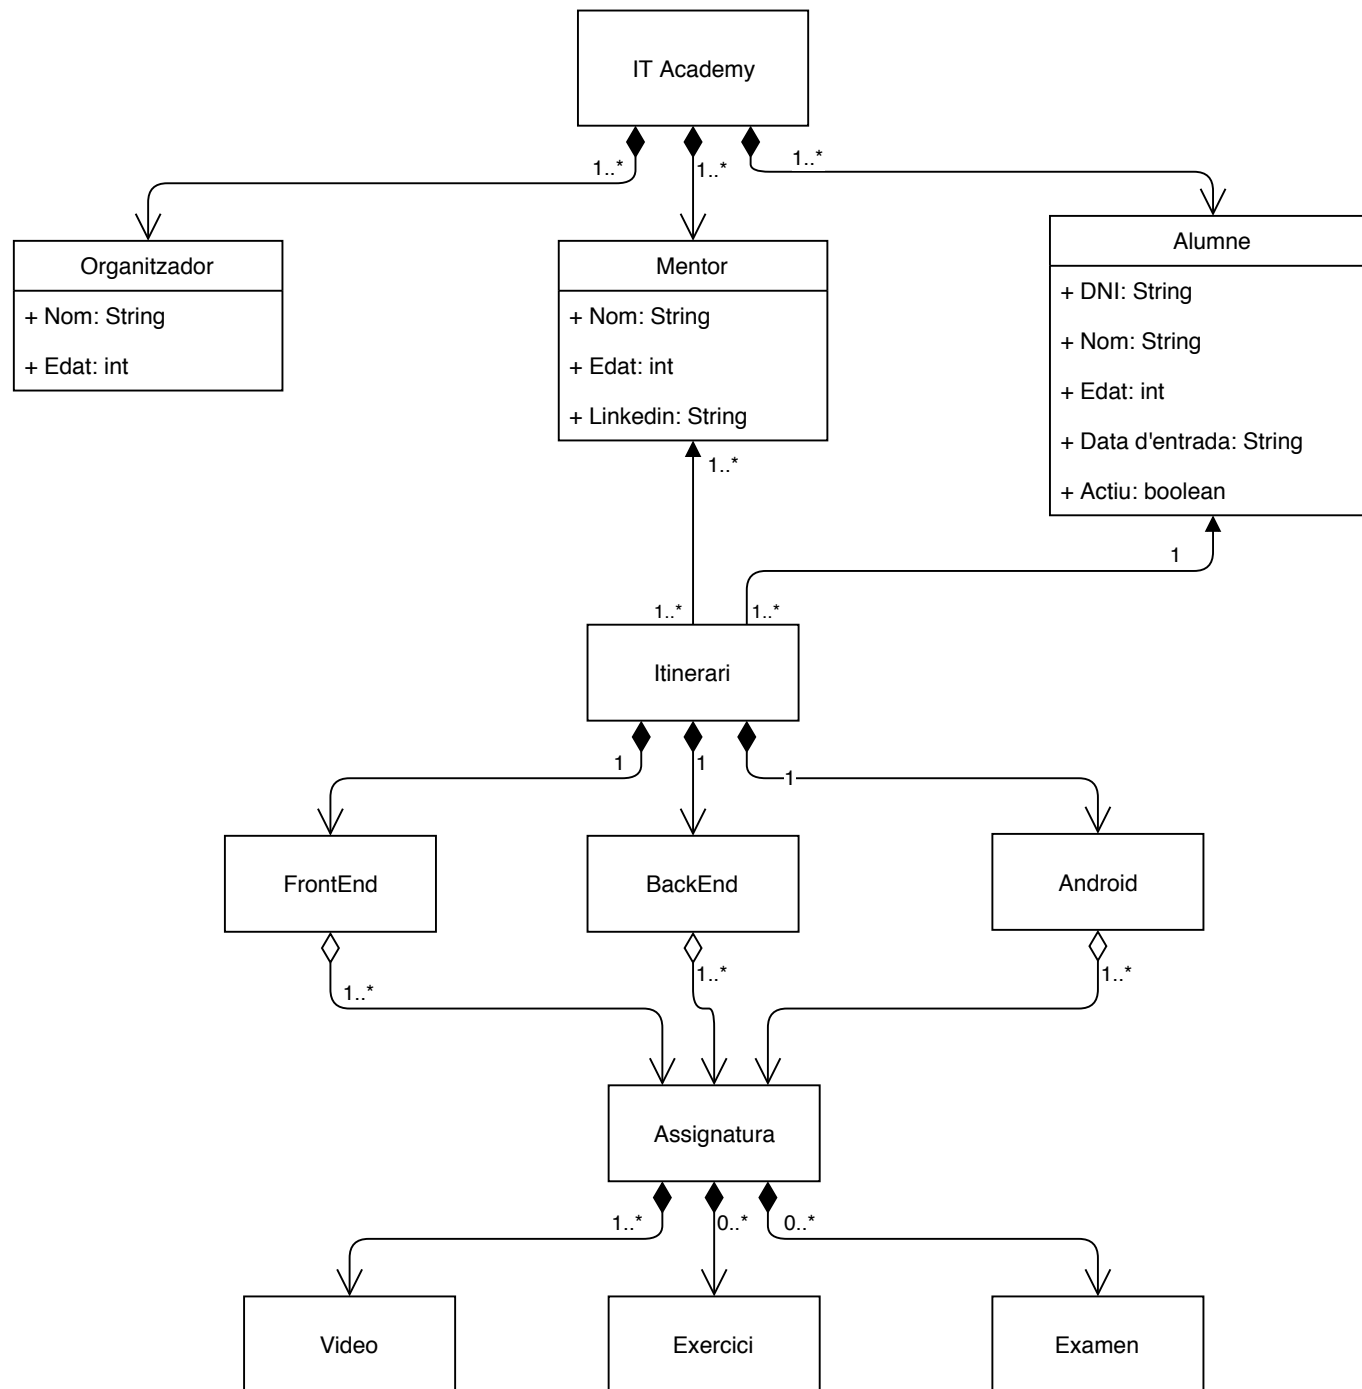 IT Academy
1..*
1..*
1..*
Organitzador
+ Nom: String
+ Edat: int
Mentor
+ Nom: String
+ Edat: int
+ Linkedin: String
Alumne
+ DNI: String
+ Nom: String
+ Edat: int
+ Data d'entrada: String
+ Actiu: boolean
1..*
1
1..*
1..*
Itinerari
1
1
1
FrontEnd
BackEnd
Android
1..*
1..*
1..*
Assignatura
1..*
0..*
0..*
Video
Exercici
Examen